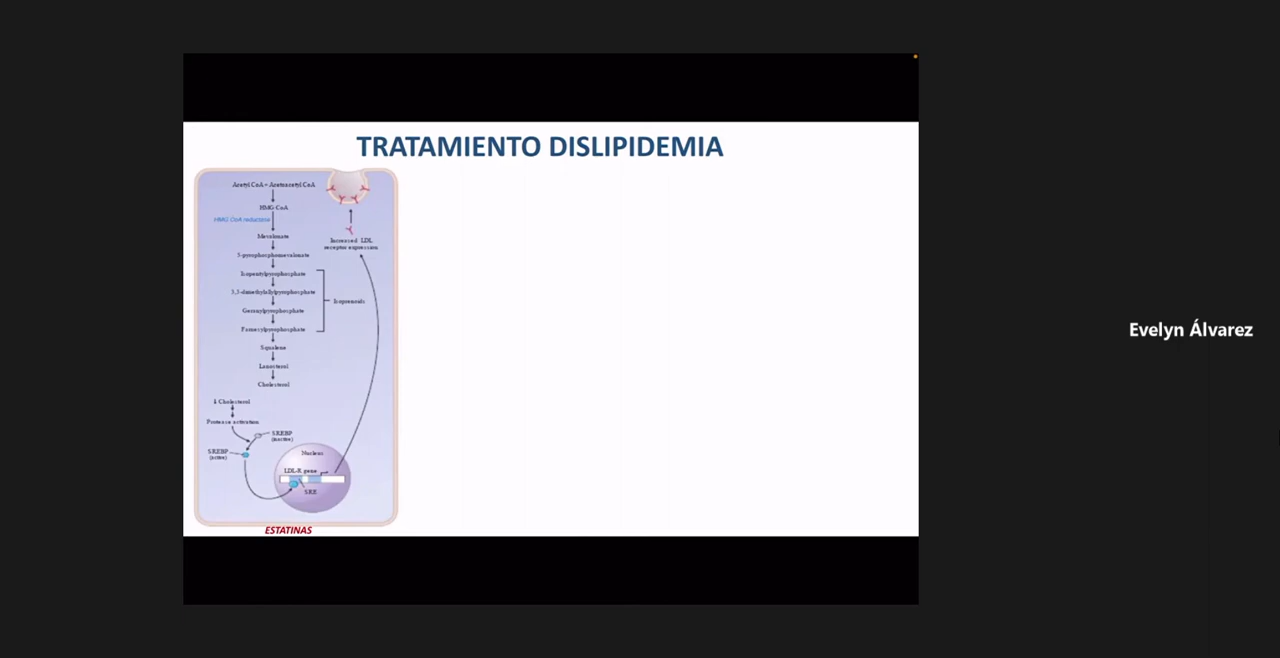 TRATAMIENTO DISLIPIDEMIA
Acetyl CoA + Acetoacetyl CoA
HMG-CoA
HMG CoA reductase
Mevalonate
5-pyrophosphomevalonate
Isopentylpyrophosphate
3,3-dimethylallylpyrophosphate
Geranylpyrophosphate
Farnesylpyrophosphate
Isoprenoids
Squalene
Lanosterol
Cholesterol
Increased LDL
receptor expression
↓ Cholesterol
Protease activation
SREBP
(inactive)
SREBP
(active)
Nucleus
LDL-R gene
SRE
ESTATINAS
Evelyn Álvarez